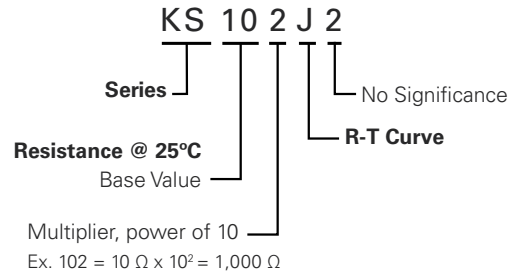 KS 10 2 J 2
Series
No Significance
R-T Curve
Resistance @ 25ºC
Base Value
Multiplier, power of 10
Ex. 102 = 10 Ω x 10² = 1,000 Ω